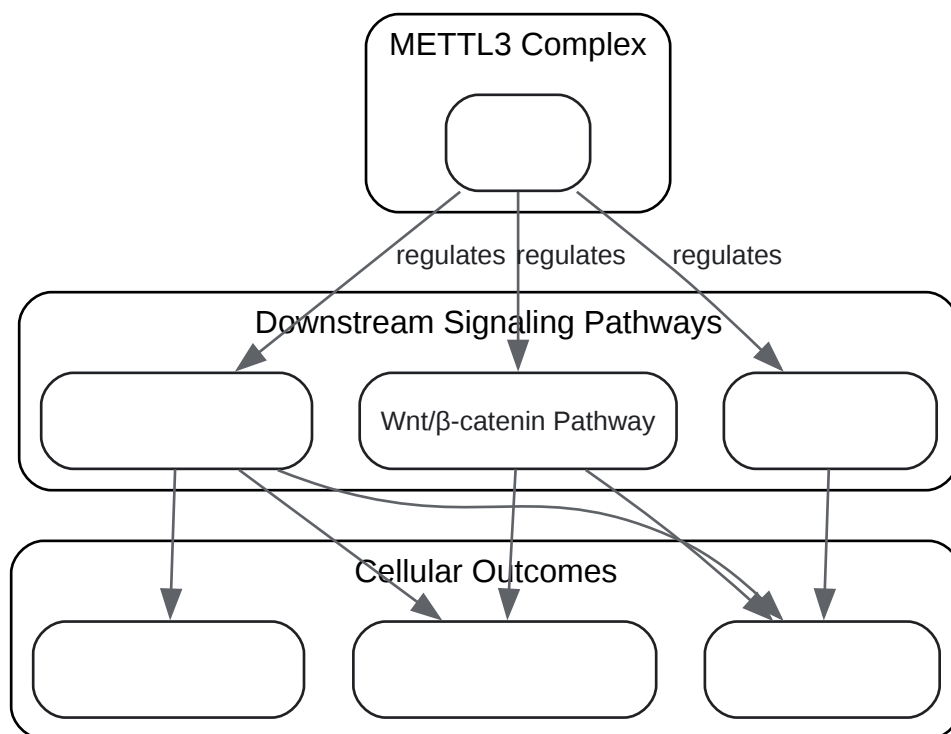 METTL3 Complex
regulates regulates regulates
Downstream Signaling Pathways
Wnt/β-catenin Pathway
Cellular Outcomes